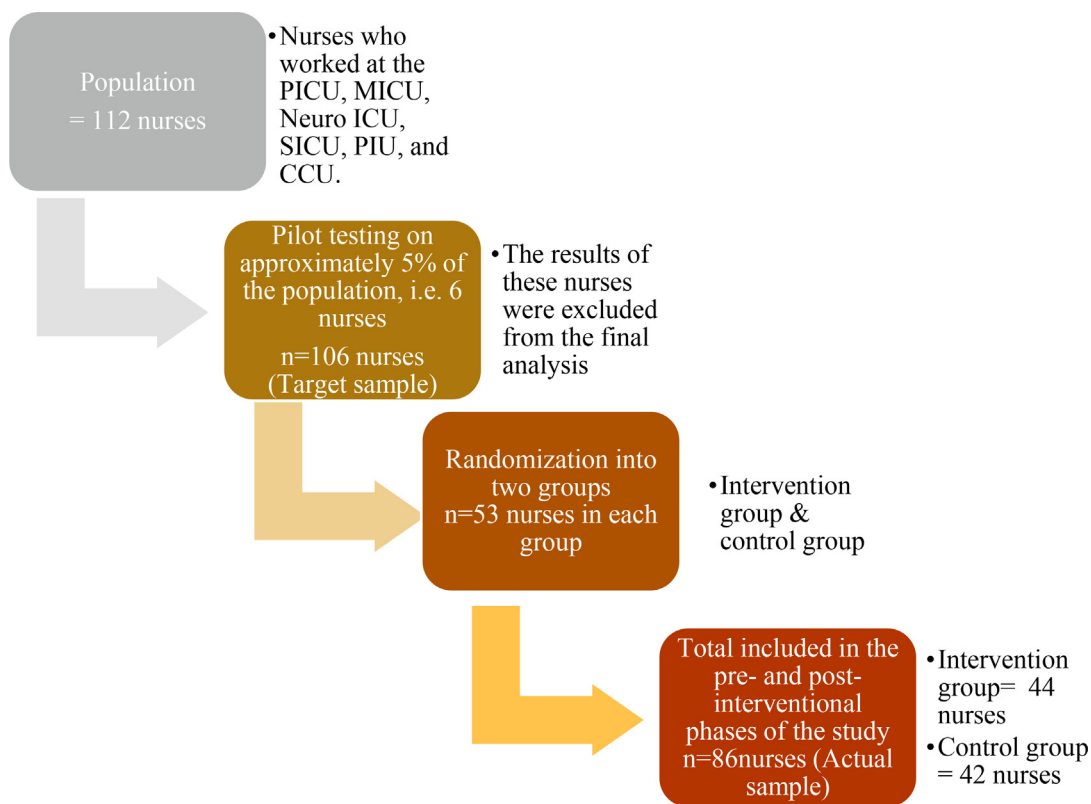 Population
= 112 nurses
•Nurses who
worked at the
PICU, MICU,
Neuro ICU,
SICU, PIU, and
CCU.
Pilot testing on
approximately 5% of
the population, i.e. 6
nurses
n=106 nurses
(Target sample)
•The results of
these nurses
were excluded
from the final
analysis
Randomization into
two groups
n=53 nurses in each
group
•Intervention
group &
control group
Total included in the
pre- and post-
interventional
phases of the study
n=86nurses (Actual
sample)
•Intervention
group= 44
nurses
•Control group
= 42 nurses